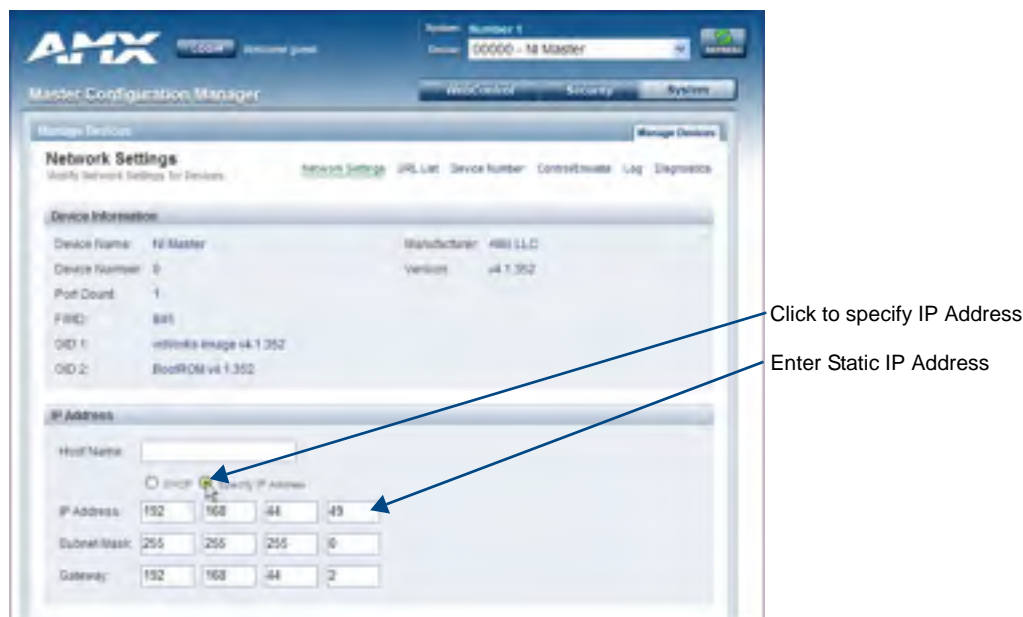 System: Number 1
AMX LOGIN Welcome guest
Device: 00000 - NI Master REFRESH
Master Configuration Manager
WebControl Security System
Manage Devices Manage Devices
Network Settings
Modify Network Settings for Devices.
Network Settings URL List Device Number Control/Emulate Log Diagnostics
Device Information
Device Name: NI Master Manufacturer: AMX LLC
Device Number: 0 Version: v4.1.352
Port Count: 1
FWID:
OID 1: vxWorks Image v4.1.352
OID 2: BootROM v4.1.352
Click to specify IP Address
Enter Static IP Address
IP Address
Host Name:
DHCP Specify IP Address
IP Address: 192 168 44 49
Subnet Mask: 255 255 255 0
Gateway: 192 168 44 2